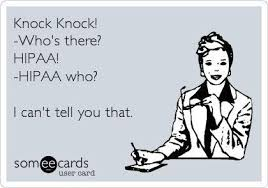 Knock Knock!
-Who's there?
HIPAA!
-HIPAA who?
I can't tell you that.
someecards
user card